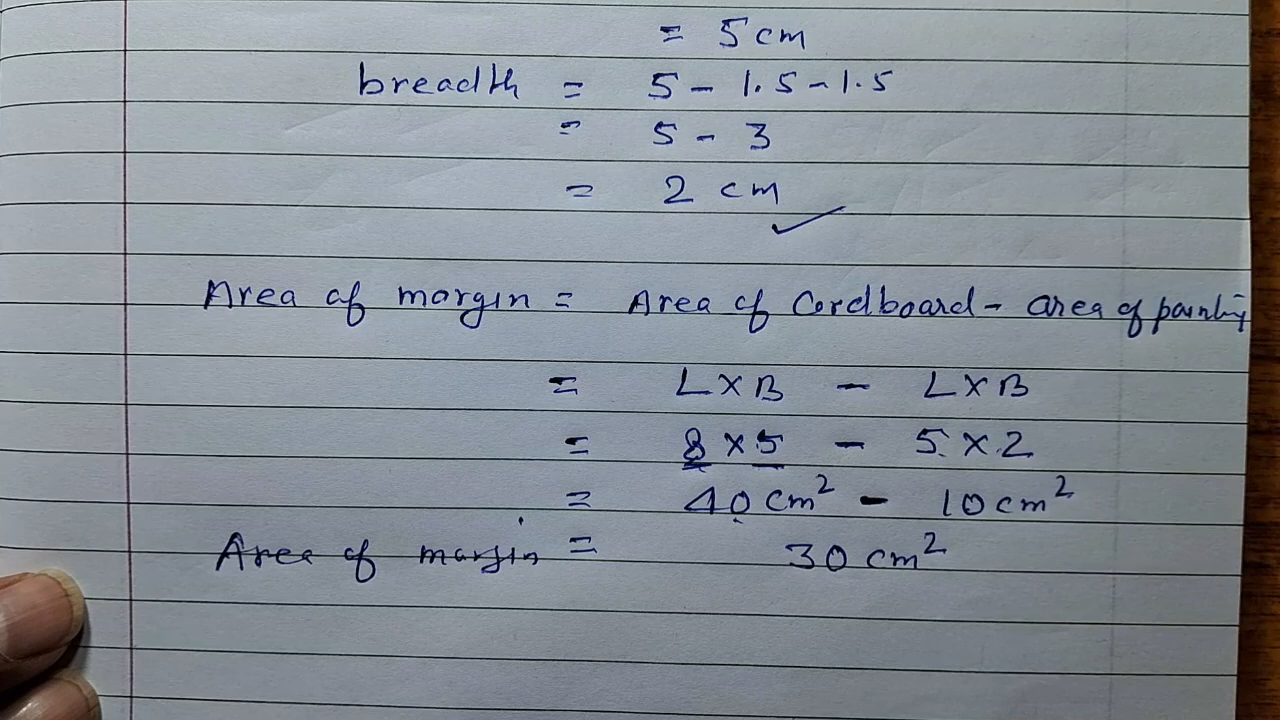 = 5 cm
breadth = 5 - 1.5 - 1.5
= 5 - 3
= 2 cm
Area of margin = Area of Cordboard - area of painting
= L×B - L×B
= 8×5 - 5×2
= 40 cm² - 10 cm²
Area of margin = 30 cm²